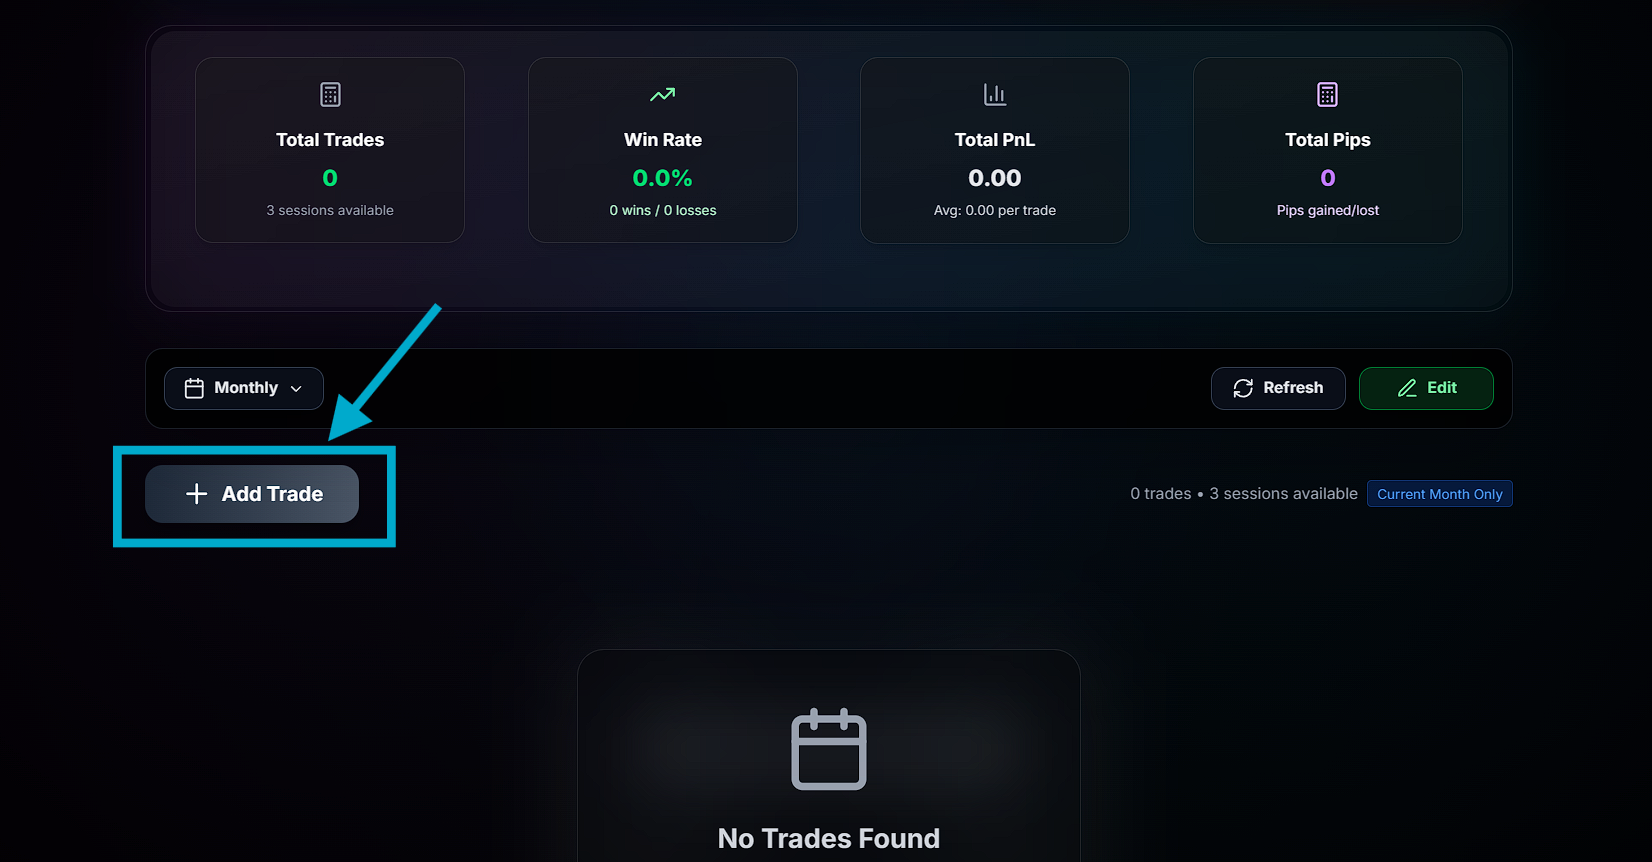 Total Trades
0
3 sessions available
Win Rate
0.0%
0 wins / 0 losses
Total PnL
0.00
Avg: 0.00 per trade
Total Pips
0
Pips gained/lost
Monthly
Refresh
Edit
Add Trade
0 trades • 3 sessions available
Current Month Only
No Trades Found